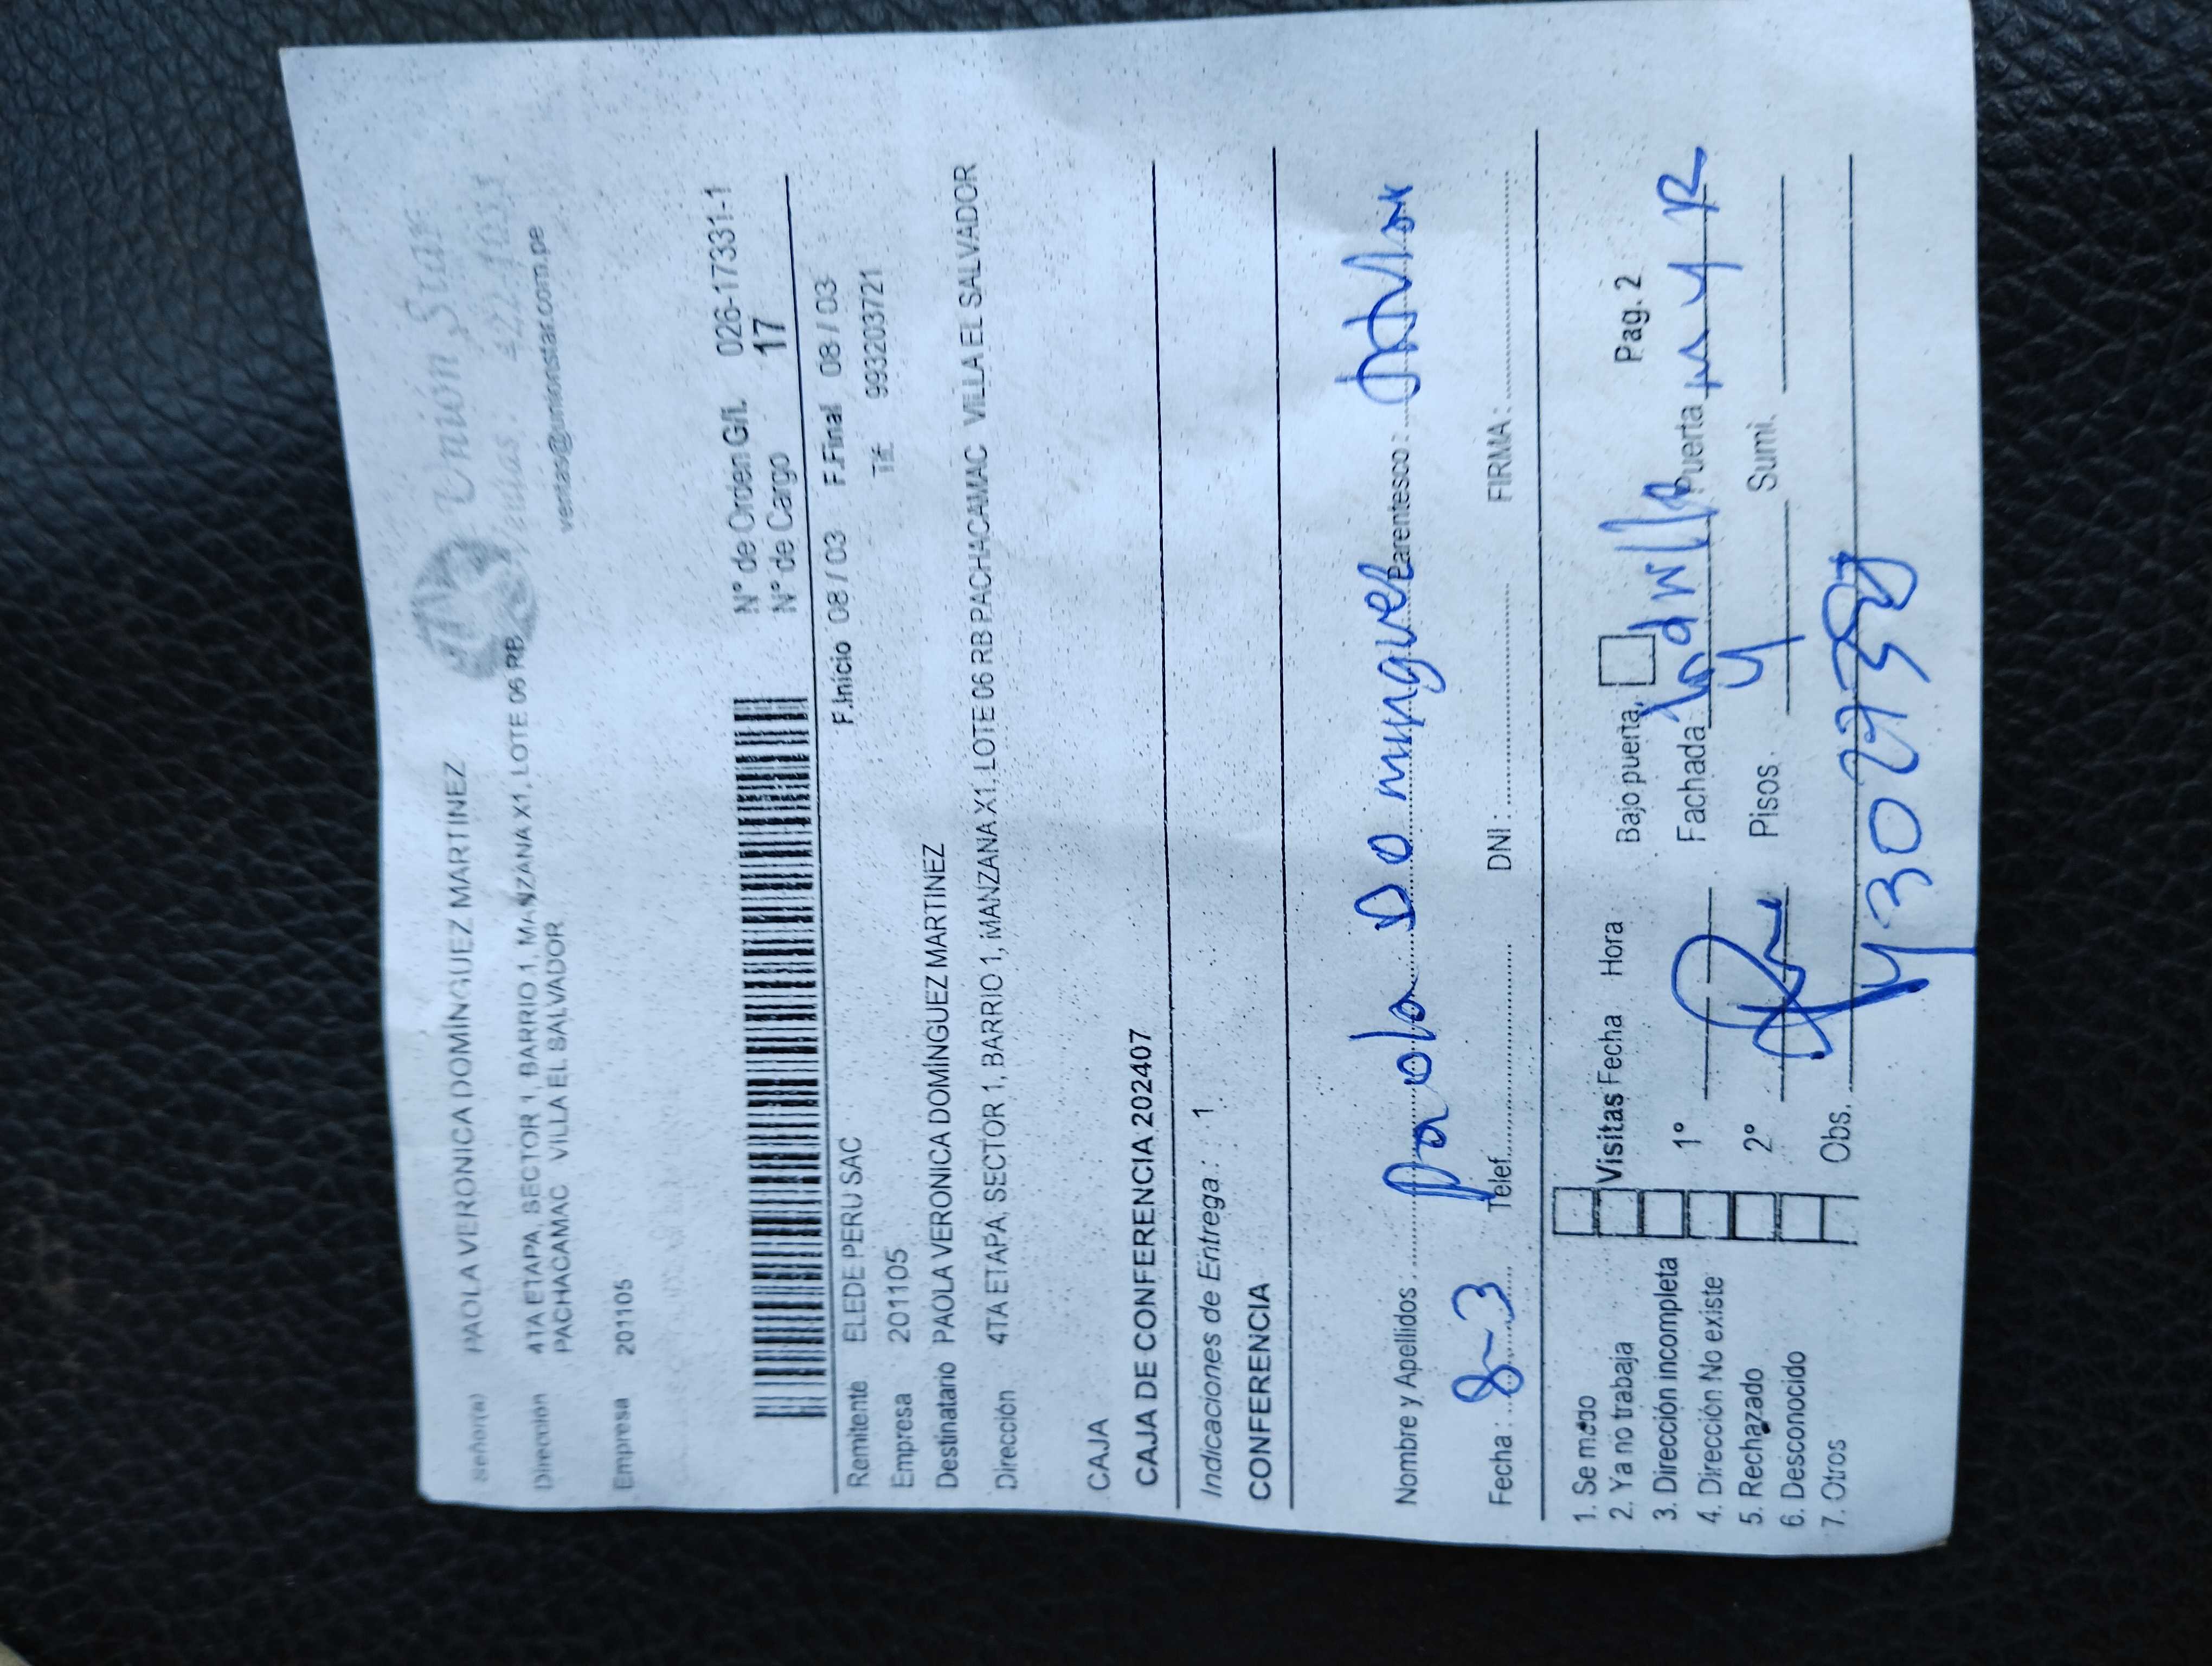 Unión Star
ventas@unionstar.com.pe
Señor(a) PAOLA VERONICA DOMÍNGUEZ MARTINEZ
Dirección 4TA ETAPA, SECTOR 1, BARRIO 1, MANZANA X1, LOTE 06 RB
PACHACAMAC VILLA EL SALVADOR
Empresa 201105
N° de Orden G/L 026-17331-1
N° de Cargo 17
F.Inicio 08 / 03 F.Final 08 / 03
Remitente ELEDE PERU SAC
Empresa 201105 Tlf. 993203721
Destinatario PAOLA VERONICA DOMÍNGUEZ MARTINEZ
Dirección 4TA ETAPA, SECTOR 1, BARRIO 1, MANZANA X1, LOTE 06 RB PACHACAMAC VILLA EL SALVADOR
CAJA
CAJA DE CONFERENCIA 202407
Indicaciones de Entrega.: 1
CONFERENCIA
Nombre y Apellidos Paola Dominguez Parentesco : titular
Fecha : 8-3 Telef. DNI : FIRMA :
1. Se mudo
2. Ya no trabaja Visitas Fecha Hora Bajo puerta, Pag. 2
3. Dirección incompleta 1° Fachada ladrillo Puerta
4. Dirección No existe
5. Rechazado 2° Pisos. 4 Sumi.
6. Desconocido
7. Otros Obs.